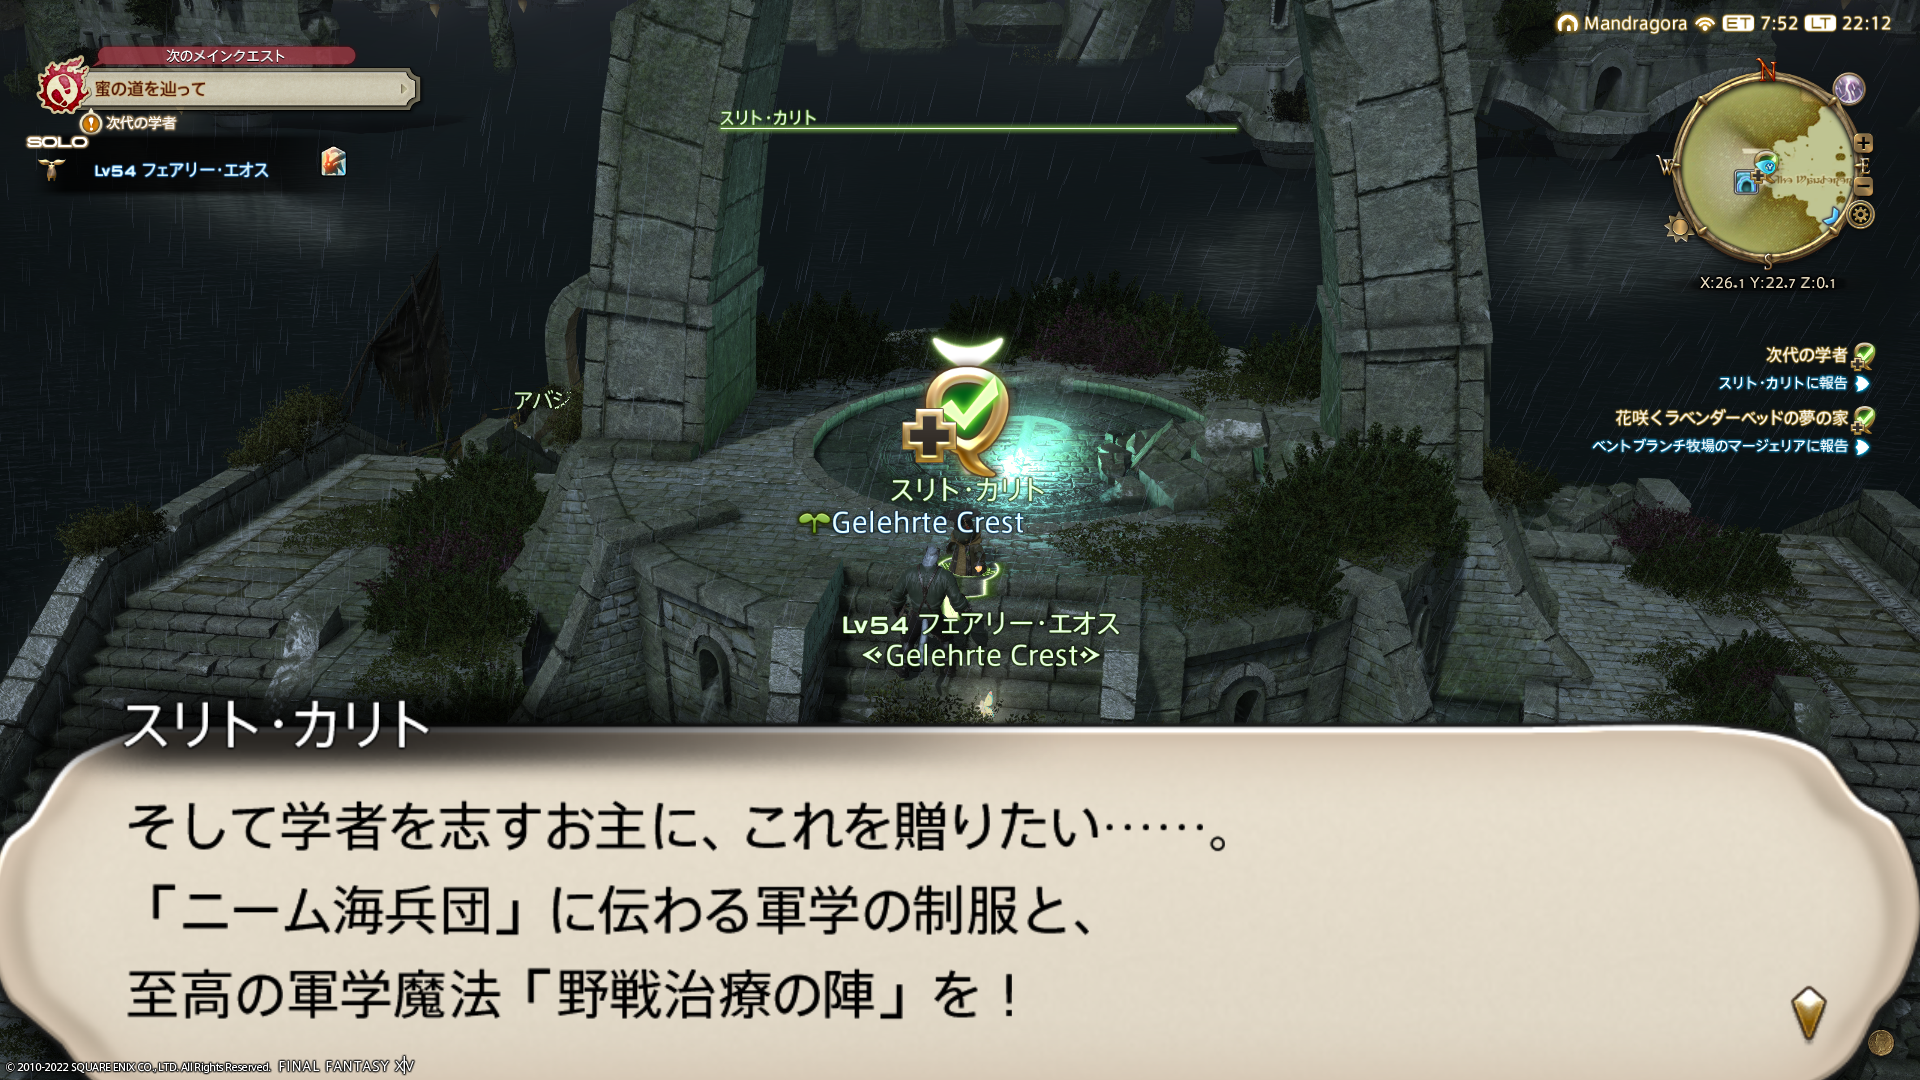 次のメインクエスト
蜜の道を辿って
次代の学者
SOLO
Lv54 フェアリー・エオス
スリト・カリト
Mandragora ET 7:52 LT 22:12
N
W
E
S
X:26.1 Y:22.7 Z:0.1
次代の学者
スリト・カリトに報告
花咲くラベンダーベッドの夢の家
ベントブランチ牧場のマージェリアに報告
アバシ
スリト・カリト
Gelehrte Crest
Lv54 フェアリー・エオス
Gelehrte Crest
スリト・カリト
そして学者を志すお主に、これを贈りたい……。
「ニーム海兵団」に伝わる軍学の制服と、
至高の軍学魔法「野戦治療の陣」を！
© 2010-2022 SQUARE ENIX CO., LTD. All Rights Reserved. FINAL FANTASY XIV